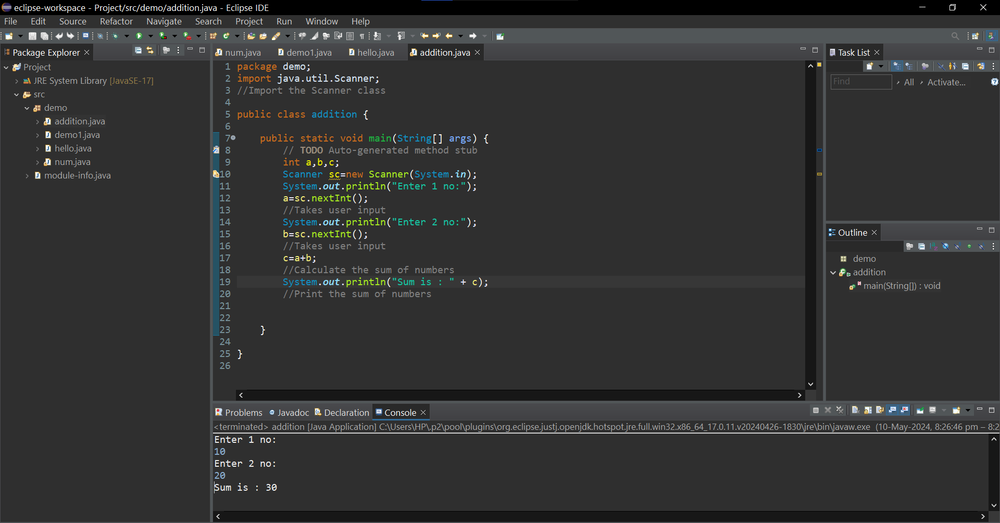 eclipse-workspace - Project/src/demo/addition.java - Eclipse IDE
File Edit Source Refactor Navigate Search Project Run Window Help
Package Explorer
Project
JRE System Library [JavaSE-17]
src
demo
addition.java
demo1.java
hello.java
num.java
module-info.java
num.java demo1.java hello.java addition.java
1 package demo;
2 import java.util.Scanner;
3 //Import the Scanner class
4
5 public class addition {
6
7 public static void main(String[] args) {
8 // TODO Auto-generated method stub
9 int a,b,c;
10 Scanner sc=new Scanner(System.in);
11 System.out.println("Enter 1 no:");
12 a=sc.nextInt();
13 //Takes user input
14 System.out.println("Enter 2 no:");
15 b=sc.nextInt();
16 //Takes user input
17 c=a+b;
18 //Calculate the sum of numbers
19 System.out.println("Sum is : " + c);
20 //Print the sum of numbers
21
22
23 }
24
25 }
26
Task List
Find All Activate...
Outline
demo
addition
main(String[]) : void
Problems Javadoc Declaration Console
<terminated> addition [Java Application] C:\Users\HP\.p2\pool\plugins\org.eclipse.justj.openjdk.hotspot.jre.full.win32.x86_64_17.0.11.v20240426-1830\jre\bin\javaw.exe (10-May-2024, 8:26:46 pm – 8:2
Enter 1 no:
10
Enter 2 no:
20
Sum is : 30